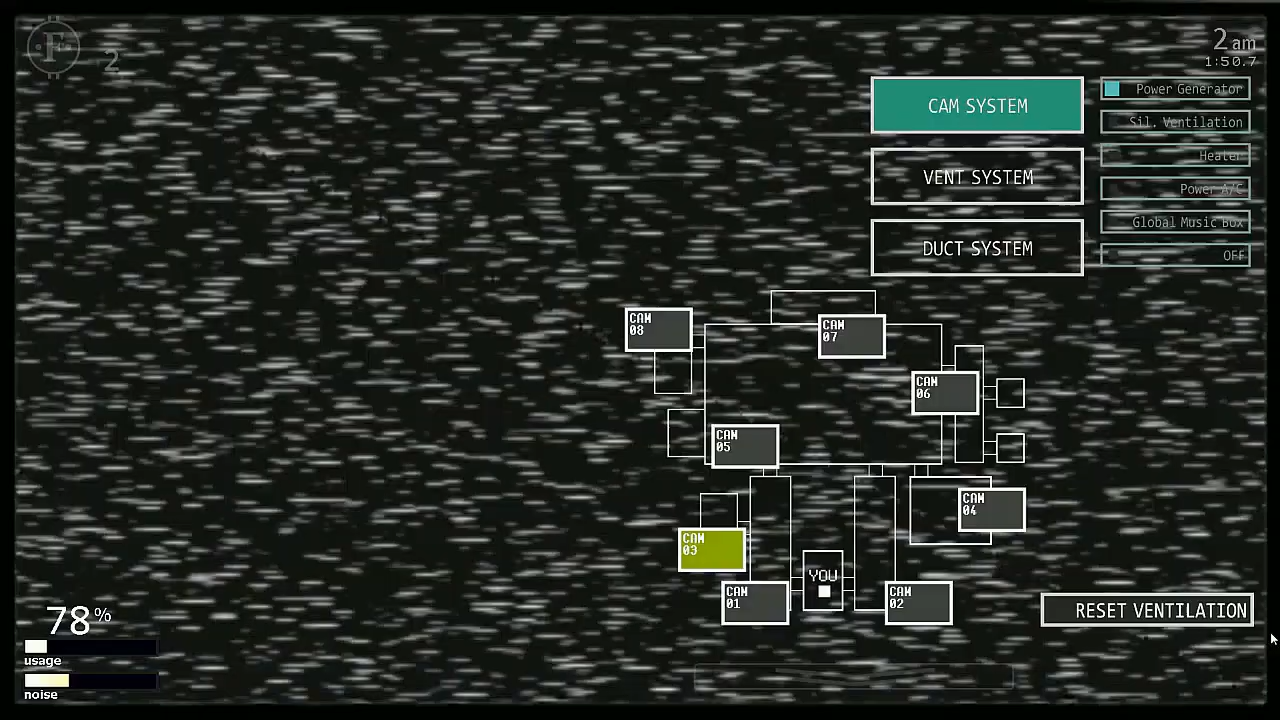 F 2
2 am
1:50.7
CAM SYSTEM
VENT SYSTEM
DUCT SYSTEM
Power Generator
Sil. Ventilation
Heater
Power A/C
Global Music Box
OFF
CAM
08
CAM
07
CAM
06
CAM
05
CAM
04
CAM
03
CAM
01
YOU
CAM
02
RESET VENTILATION
78%
usage
noise